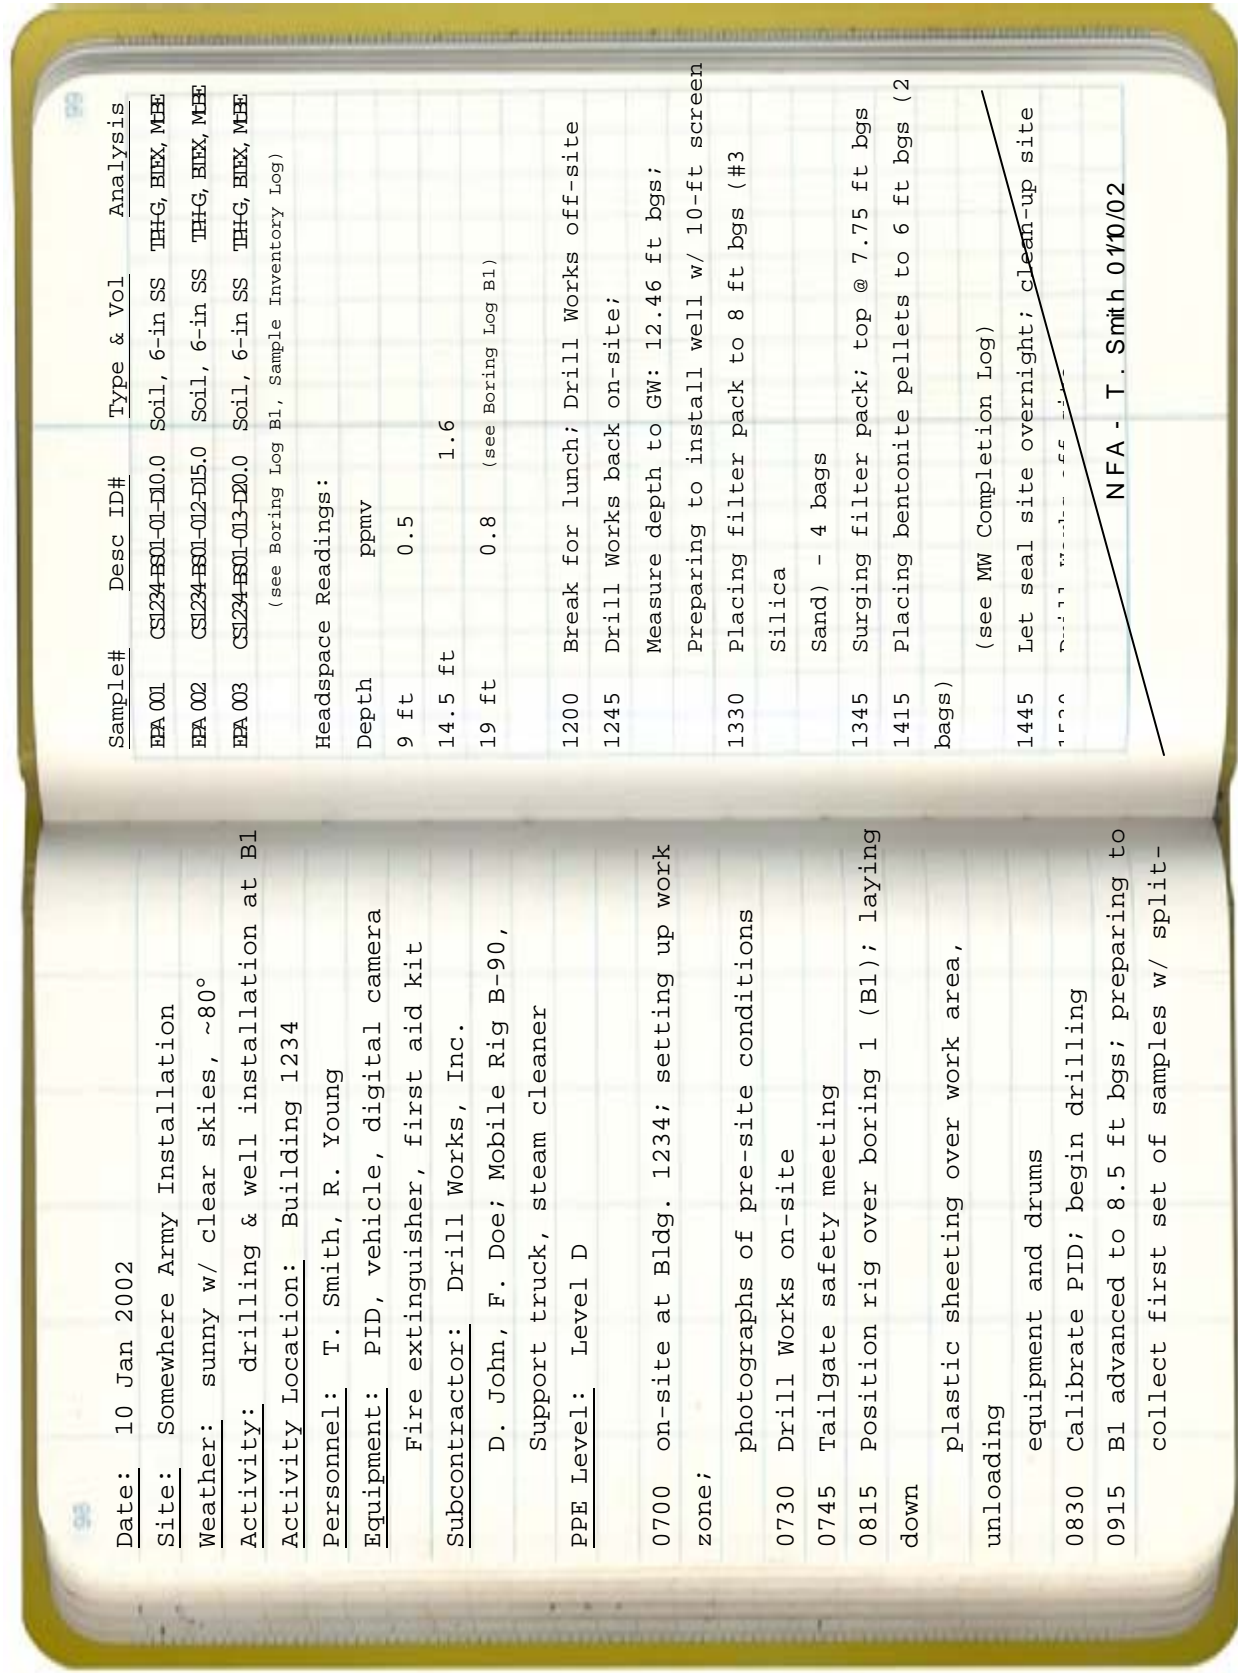 98
Date: 10 Jan 2002
Site: Somewhere Army Installation
Weather: sunny w/ clear skies, ~80°
Activity: drilling & well installation at B1
Activity Location: Building 1234
Personnel: T. Smith, R. Young
Equipment: PID, vehicle, digital camera
Fire extinguisher, first aid kit
Subcontractor: Drill Works, Inc.
D. John, F. Doe; Mobile Rig B-90,
Support truck, steam cleaner
PPE Level: Level D
0700 on-site at Bldg. 1234; setting up work
zone;
photographs of pre-site conditions
0730 Drill Works on-site
0745 Tailgate safety meeting
0815 Position rig over boring 1 (B1); laying
down
plastic sheeting over work area,
unloading
equipment and drums
0830 Calibrate PID; begin drilling
0915 B1 advanced to 8.5 ft bgs; preparing to
collect first set of samples w/ split-
99
Sample# Desc ID# Type & Vol Analysis
EPA 001 CS1234-BS01-01-D10.0 Soil, 6-in SS TPH-G, BTEX, MtBE
EPA 002 CS1234-BS01-012-D15.0 Soil, 6-in SS TPH-G, BTEX, MtBE
EPA 003 CS1234-BS01-013-D20.0 Soil, 6-in SS TPH-G, BTEX, MtBE
(see Boring Log B1, Sample Inventory Log)
Headspace Readings:
Depth ppmv
9 ft 0.5
14.5 ft 1.6
19 ft 0.8 (see Boring Log B1)
1200 Break for lunch; Drill Works off-site
1245 Drill Works back on-site;
Measure depth to GW: 12.46 ft bgs;
Preparing to install well w/ 10-ft screen
1330 Placing filter pack to 8 ft bgs (#3
Silica
Sand) - 4 bags
1345 Surging filter pack; top @ 7.75 ft bgs
1415 Placing bentonite pellets to 6 ft bgs (2
bags)
(see MW Completion Log)
1445 Let seal site overnight; clean-up site
NFA - T. Smith 01/10/02